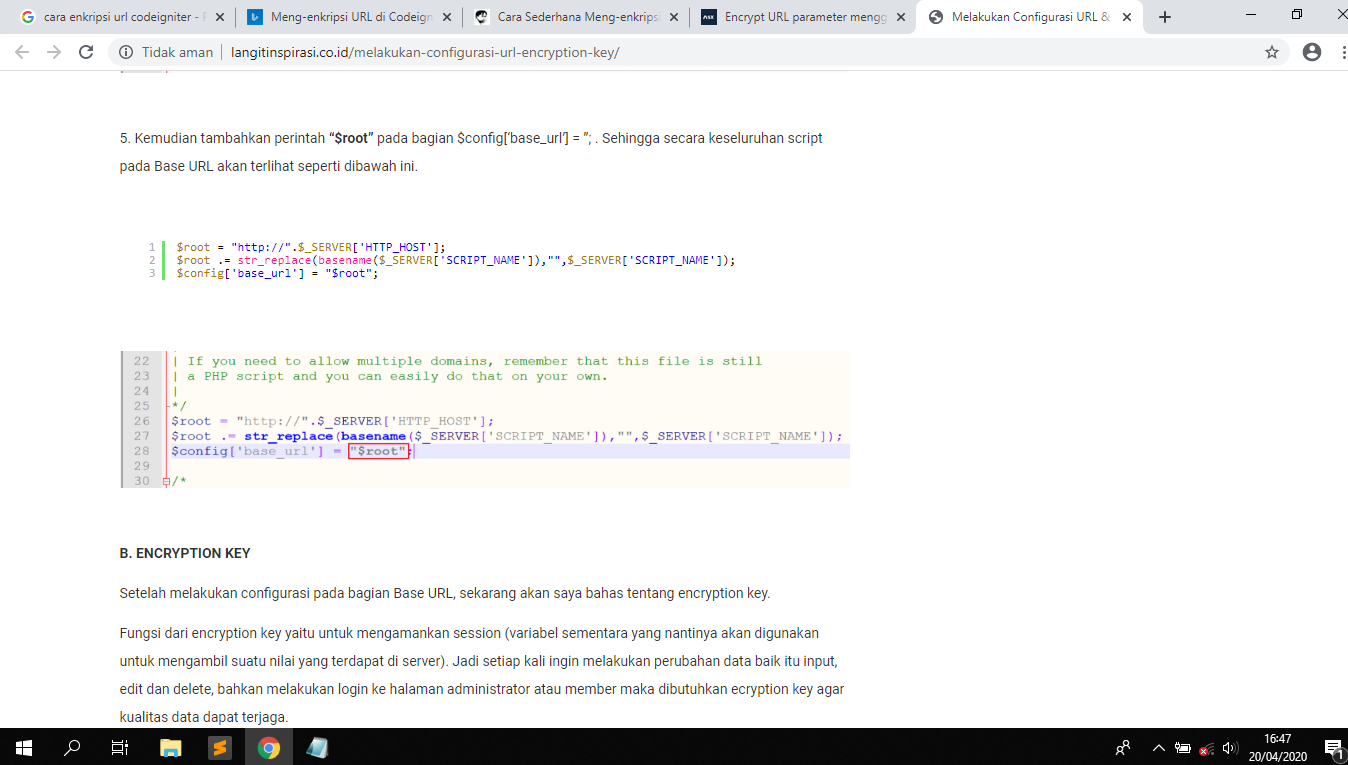 cara enkripsi url codeigniter -
Meng-enkripsi URL di Codeign
Cara Sederhana Meng-enkripsi
Encrypt URL parameter mengg
Melakukan Configurasi URL &
Tidak aman
langitinspirasi.co.id/melakukan-configurasi-url-encryption-key/
5. Kemudian tambahkan perintah “$root” pada bagian $config[‘base_url’] = ”; . Sehingga secara keseluruhan script
pada Base URL akan terlihat seperti dibawah ini.
1 $root = "http://".$_SERVER['HTTP_HOST'];
2 $root .= str_replace(basename($_SERVER['SCRIPT_NAME']),"",$_SERVER['SCRIPT_NAME']);
3 $config['base_url'] = "$root";
22 | If you need to allow multiple domains, remember that this file is still
23 | a PHP script and you can easily do that on your own.
24 |
25 */
26 $root = "http://".$_SERVER['HTTP_HOST'];
27 $root .= str_replace(basename($_SERVER['SCRIPT_NAME']),"",$_SERVER['SCRIPT_NAME']);
28 $config['base_url'] = "$root";
29
30 /*
B. ENCRYPTION KEY
Setelah melakukan configurasi pada bagian Base URL, sekarang akan saya bahas tentang encryption key.
Fungsi dari encryption key yaitu untuk mengamankan session (variabel sementara yang nantinya akan digunakan
untuk mengambil suatu nilai yang terdapat di server). Jadi setiap kali ingin melakukan perubahan data baik itu input,
edit dan delete, bahkan melakukan login ke halaman administrator atau member maka dibutuhkan ecryption key agar
kualitas data dapat terjaga.
16:47
20/04/2020
1